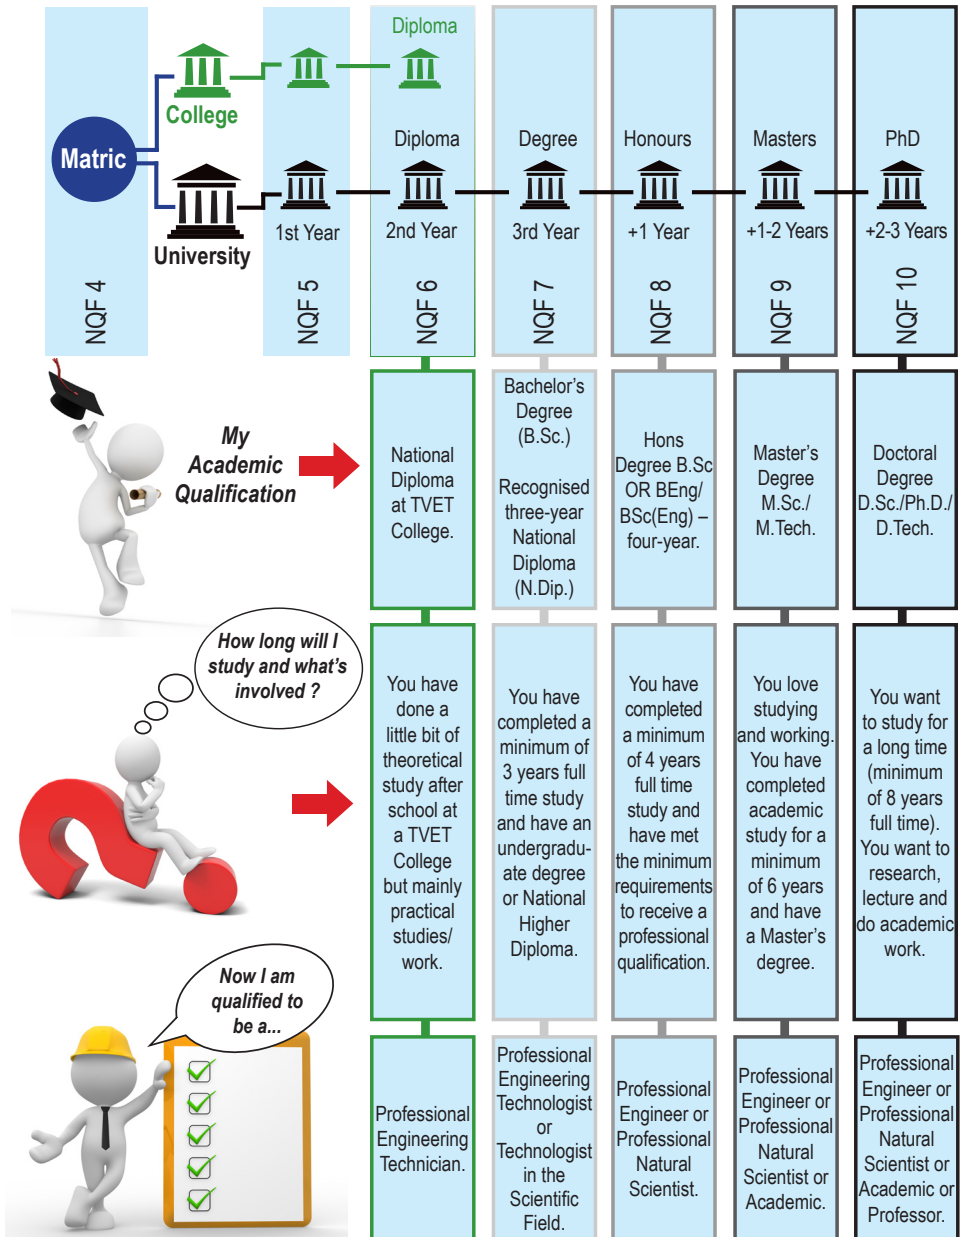 Diploma
College
Matric
University
Diploma
Degree
Honours
Masters
PhD
1st Year
2nd Year
3rd Year
+1 Year
+1-2 Years
+2-3 Years
NQF 4
NQF 5
NQF 6
NQF 7
NQF 8
NQF 9
NQF 10
My
Academic
Qualification
National
Diploma
at TVET
College.
Bachelor's
Degree
(B.Sc.)
Recognised
three-year
National
Diploma
(N.Dip.)
Hons
Degree B.Sc
OR BEng/
BSc(Eng) –
four-year.
Master's
Degree
M.Sc./
M.Tech.
Doctoral
Degree
D.Sc./Ph.D./
D.Tech.
How long will I
study and what's
involved ?
You have
done a
little bit of
theoretical
study after
school at
a TVET
College
but mainly
practical
studies/
work.
You have
completed a
minimum of
3 years full
time study
and have an
undergradu-
ate degree
or National
Higher
Diploma.
You have
completed
a minimum
of 4 years
full time
study and
have met
the minimum
requirements
to receive a
professional
qualification.
You love
studying
and working.
You have
completed
academic
study for a
minimum
of 6 years
and have
a Master's
degree.
You want
to study for
a long time
(minimum
of 8 years
full time).
You want to
research,
lecture and
do academic
work.
Now I am
qualified to
be a...
Professional
Engineering
Technician.
Professional
Engineering
Technologist
or
Technologist
in the
Scientific
Field.
Professional
Engineer or
Professional
Natural
Scientist.
Professional
Engineer or
Professional
Natural
Scientist or
Academic.
Professional
Engineer or
Professional
Natural
Scientist or
Academic or
Professor.